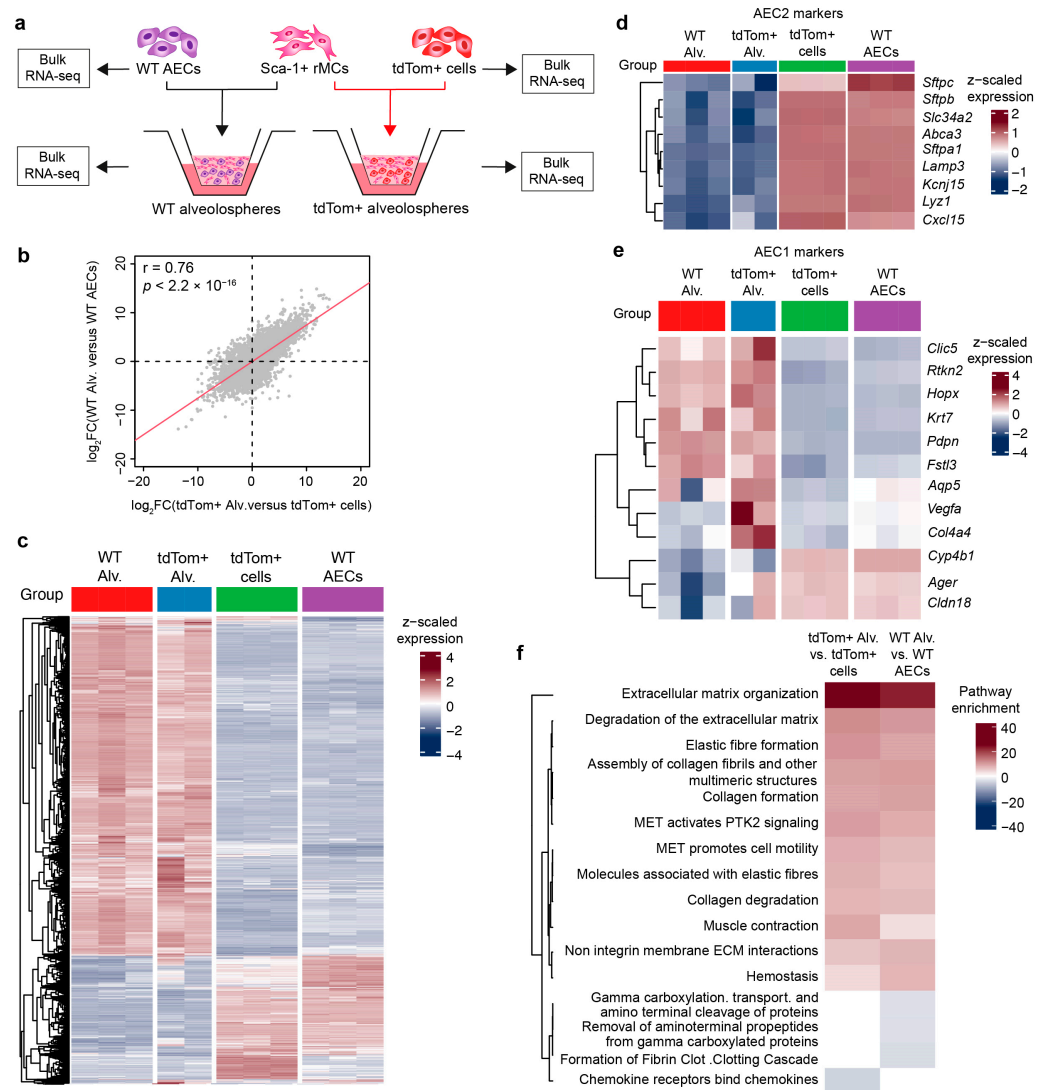 a
Bulk
RNA-seq
WT AECs
Sca-1+ rMCs
tdTom+ cells
Bulk
RNA-seq
Bulk
RNA-seq
WT alveolospheres
tdTom+ alveolospheres
Bulk
RNA-seq
b
r = 0.76
p < 2.2 × 10−16
log2FC(WT Alv. versus WT AECs)
20
10
0
−10
−20
−20
−10
0
10
20
log2FC(tdTom+ Alv.versus tdTom+ cells)
c
WT
Alv.
tdTom+
Alv.
tdTom+
cells
WT
AECs
Group
z−scaled
expression
4
2
0
−2
−4
d
AEC2 markers
WT
Alv.
tdTom+
Alv.
tdTom+
cells
WT
AECs
Group
Sftpc
Sftpb
Slc34a2
Abca3
Sftpa1
Lamp3
Kcnj15
Lyz1
Cxcl15
z−scaled
expression
2
1
0
−1
−2
e
AEC1 markers
WT
Alv.
tdTom+
Alv.
tdTom+
cells
WT
AECs
Group
Clic5
Rtkn2
Hopx
Krt7
Pdpn
Fstl3
Aqp5
Vegfa
Col4a4
Cyp4b1
Ager
Cldn18
z−scaled
expression
4
2
0
−2
−4
f
tdTom+ Alv.
vs. tdTom+
cells
WT Alv.
vs. WT
AECs
Extracellular matrix organization
Degradation of the extracellular matrix
Elastic fibre formation
Assembly of collagen fibrils and other
multimeric structures
Collagen formation
MET activates PTK2 signaling
MET promotes cell motility
Molecules associated with elastic fibres
Collagen degradation
Muscle contraction
Non integrin membrane ECM interactions
Hemostasis
Gamma carboxylation. transport. and
amino terminal cleavage of proteins
Removal of aminoterminal propeptides
from gamma carboxylated proteins
Formation of Fibrin Clot .Clotting Cascade
Chemokine receptors bind chemokines
Pathway
enrichment
40
20
0
−20
−40